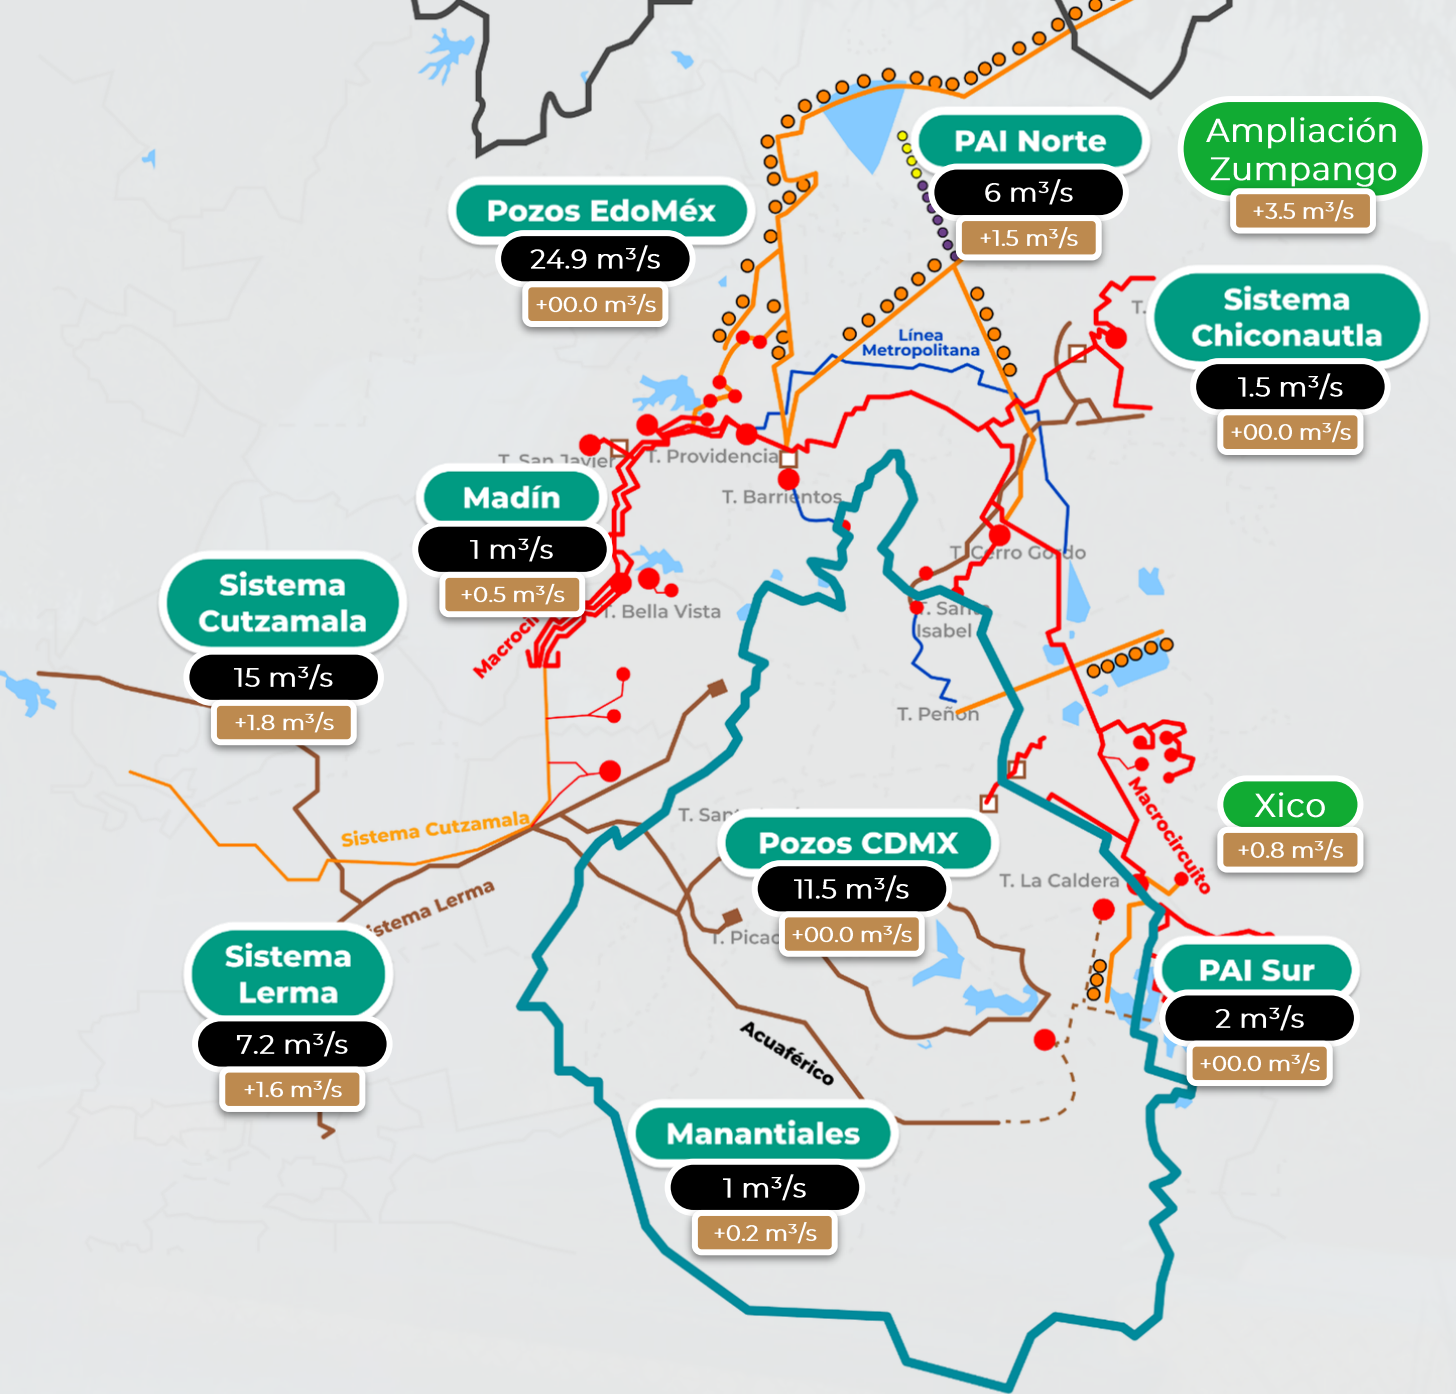 PAI Norte
6 m³/s
+1.5 m³/s
Ampliación
Zumpango
+3.5 m³/s
Pozos EdoMéx
24.9 m³/s
+00.0 m³/s
Sistema
Chiconautla
1.5 m³/s
+00.0 m³/s
T.
Línea
Metropolitana
T. San Javier
T. Providencia
T. Barrientos
Madín
1 m³/s
+0.5 m³/s
T. Cerro Gordo
Sistema
Cutzamala
15 m³/s
+1.8 m³/s
T. Bella Vista
T.
Isabel
T. Peñon
Sistema Cutzamala
Macrocircuito
Xico
+0.8 m³/s
Pozos CDMX
11.5 m³/s
+00.0 m³/s
T. La Caldera
T.
Lerma
Sistema
Lerma
7.2 m³/s
+1.6 m³/s
PAI Sur
2 m³/s
+00.0 m³/s
Acuaférico
Manantiales
1 m³/s
+0.2 m³/s